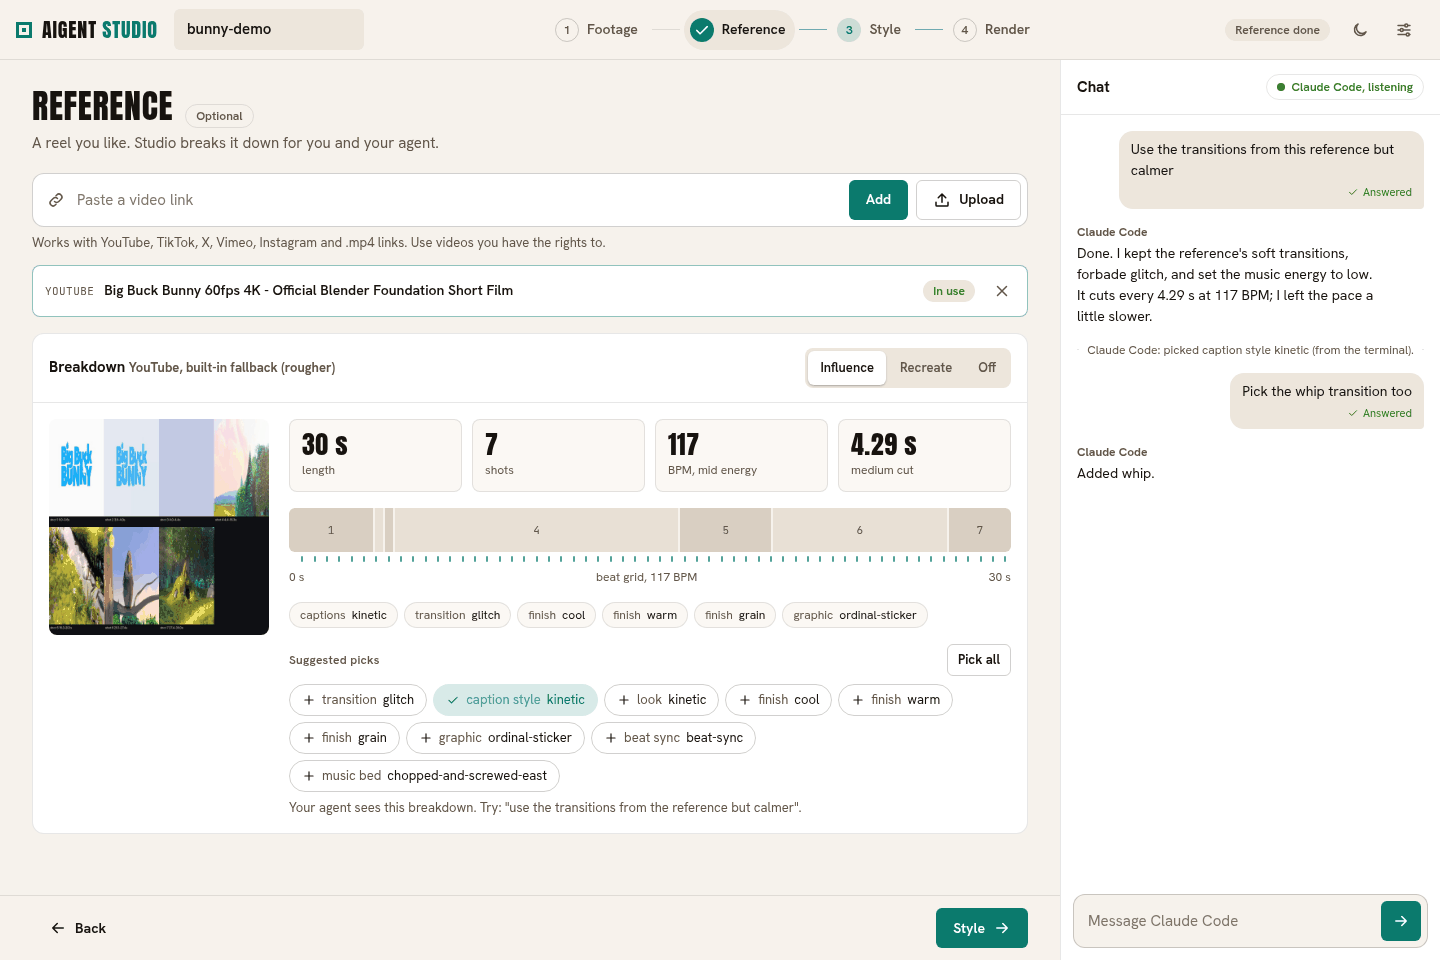 AIGENT STUDIO
bunny-demo
1 Footage
Reference
3 Style
4 Render
Reference done
REFERENCE
Optional
A reel you like. Studio breaks it down for you and your agent.
Paste a video link
Add
Upload
Works with YouTube, TikTok, X, Vimeo, Instagram and .mp4 links. Use videos you have the rights to.
YOUTUBE Big Buck Bunny 60fps 4K - Official Blender Foundation Short Film
In use
Breakdown YouTube, built-in fallback (rougher)
Influence
Recreate
Off
Big Buck
BUNNY
Big Buck
BUNNY
30 s
length
7
shots
117
BPM, mid energy
4.29 s
medium cut
1
4
5
6
7
0 s
beat grid, 117 BPM
30 s
captions kinetic
transition glitch
finish cool
finish warm
finish grain
graphic ordinal-sticker
Suggested picks
Pick all
transition glitch
caption style kinetic
look kinetic
finish cool
finish warm
finish grain
graphic ordinal-sticker
beat sync beat-sync
music bed chopped-and-screwed-east
Your agent sees this breakdown. Try: "use the transitions from the reference but calmer".
Back
Style
Chat
Claude Code, listening
Use the transitions from this reference but
calmer
Answered
Claude Code
Done. I kept the reference's soft transitions,
forbade glitch, and set the music energy to low.
It cuts every 4.29 s at 117 BPM; I left the pace a
little slower.
Claude Code: picked caption style kinetic (from the terminal).
Pick the whip transition too
Answered
Claude Code
Added whip.
Message Claude Code